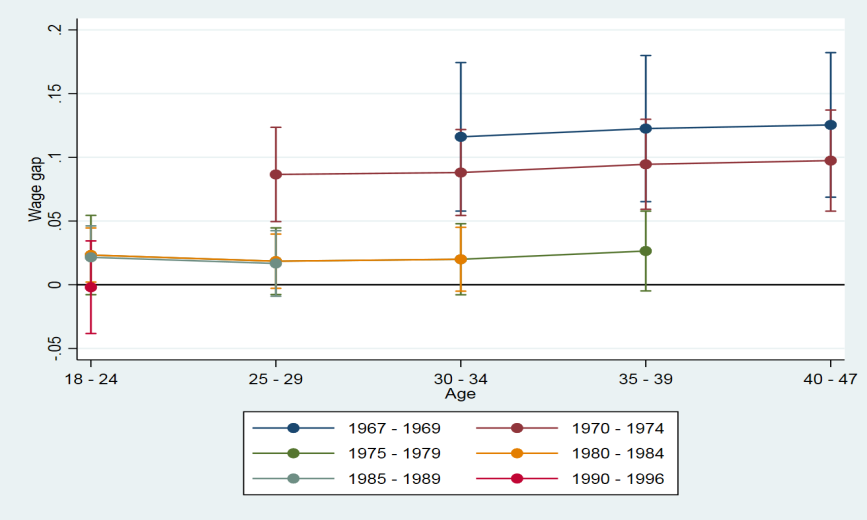 .2
.15
.1
.05
0
-.05
Wage gap
18 - 24 25 - 29 30 - 34 35 - 39 40 - 47
Age
1967 - 1969 1970 - 1974
1975 - 1979 1980 - 1984
1985 - 1989 1990 - 1996